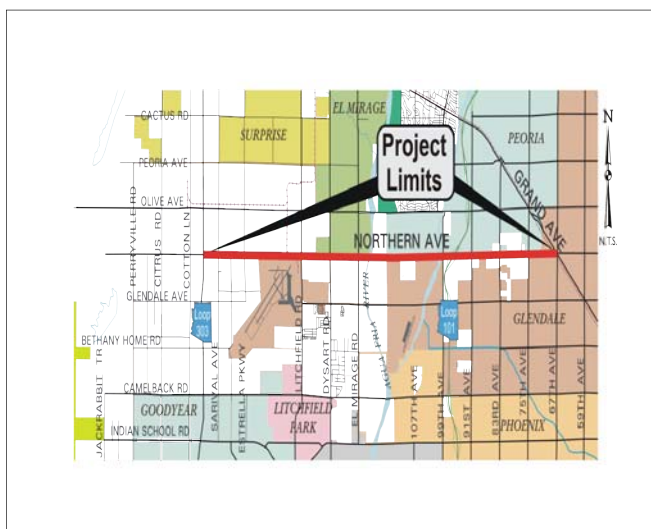 CACTUS RD
EL MIRAGE
SURPRISE
PEORIA
PEORIA AVE
Project
Limits
N
N.T.S.
OLIVE AVE
GRAND AVE
NORTHERN AVE
PERRYVILLE RD
CITRUS RD
COTTON LN
GLENDALE AVE
Loop
303
Loop
101
GLENDALE
BETHANY HOME RD
AGUA FRIA RIVER
CAMELBACK RD
GOODYEAR
LITCHFIELD
PARK
PHOENIX
INDIAN SCHOOL RD
JACKRABBIT TR
SARIVAL AVE
ESTRELLA PKWY
LITCHFIELD RD
DYSART RD
EL MIRAGE RD
107TH AVE
99TH AVE
91ST AVE
83RD AVE
75TH AVE
67TH AVE
59TH AVE